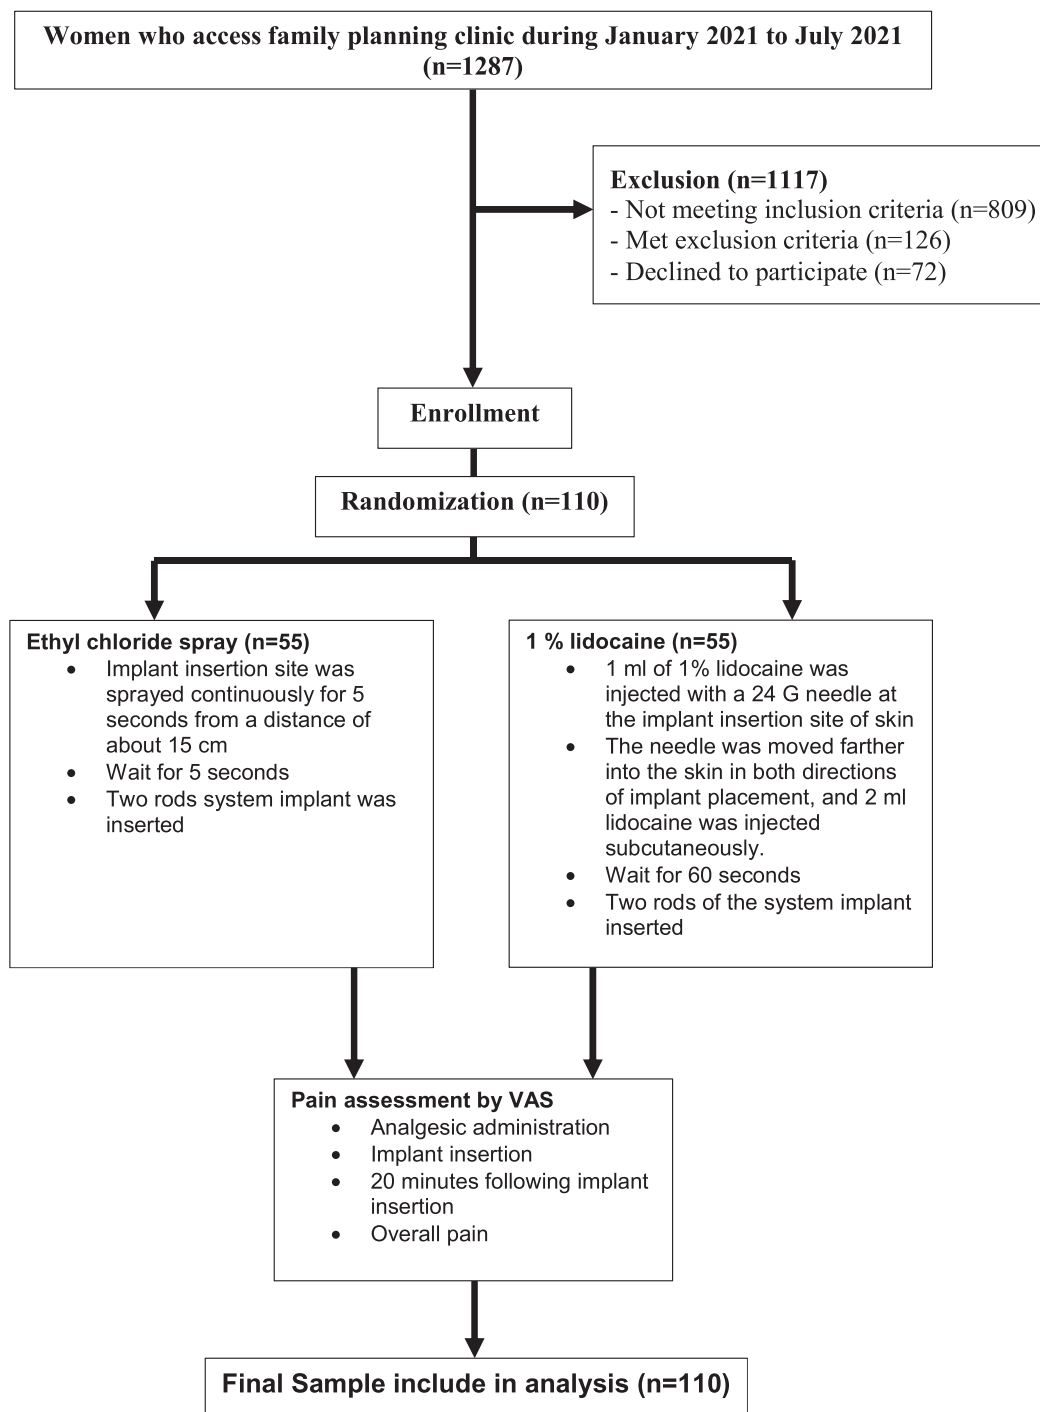 Women who access family planning clinic during January 2021 to July 2021
(n=1287)
Exclusion (n=1117)
- Not meeting inclusion criteria (n=809)
- Met exclusion criteria (n=126)
- Declined to participate (n=72)
Enrollment
Randomization (n=110)
Ethyl chloride spray (n=55)
• Implant insertion site was
sprayed continuously for 5
seconds from a distance of
about 15 cm
• Wait for 5 seconds
• Two rods system implant was
inserted
1 % lidocaine (n=55)
• 1 ml of 1% lidocaine was
injected with a 24 G needle at
the implant insertion site of skin
• The needle was moved farther
into the skin in both directions
of implant placement, and 2 ml
lidocaine was injected
subcutaneously.
• Wait for 60 seconds
• Two rods of the system implant
inserted
Pain assessment by VAS
• Analgesic administration
• Implant insertion
• 20 minutes following implant
insertion
• Overall pain
Final Sample include in analysis (n=110)